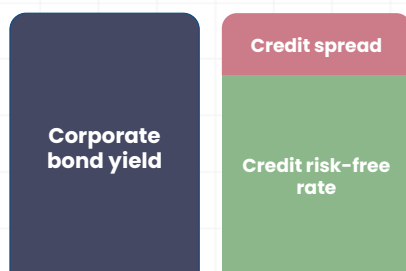 Corporate
bond yield
Credit spread
Credit risk-free
rate